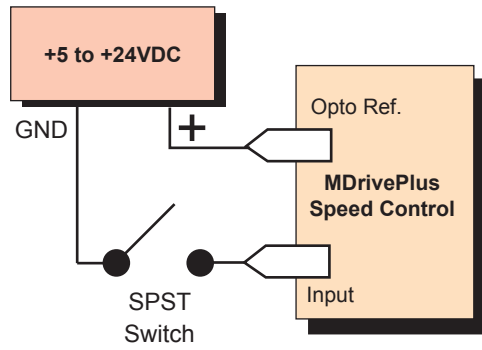 +5 to +24VDC
GND
+
Opto Ref.
MDrivePlus
Speed Control
Input
SPST
Switch